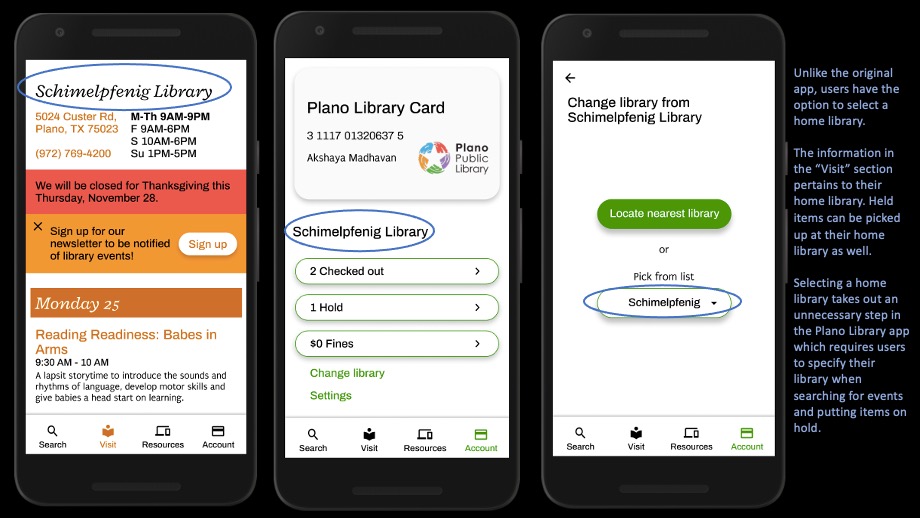 Schimelpfenig Library
5024 Custer Rd,
Plano, TX 75023
(972) 769-4200
M-Th 9AM-9PM
F 9AM-6PM
S 10AM-6PM
Su 1PM-5PM
We will be closed for Thanksgiving this
Thursday, November 28.
Sign up for our
newsletter to be notified
of library events!
Sign up
Monday 25
Reading Readiness: Babes in
Arms
9:30 AM - 10 AM
A lapsit storytime to introduce the sounds and
rhythms of language, develop motor skills and
give babies a head start on learning.
Search
Visit
Resources
Account
Plano Library Card
3 1117 01320637 5
Akshaya Madhavan
Plano
Public
Library
Schimelpfenig Library
2 Checked out
1 Hold
$0 Fines
Change library
Settings
Search
Visit
Resources
Account
Change library from
Schimelpfenig Library
Locate nearest library
or
Pick from list
Schimelpfenig
Search
Visit
Resources
Account
Unlike the original
app, users have the
option to select a
home library.
The information in
the “Visit” section
pertains to their
home library. Held
items can be picked
up at their home
library as well.
Selecting a home
library takes out an
unnecessary step in
the Plano Library app
which requires users
to specify their
library when
searching for events
and putting items on
hold.